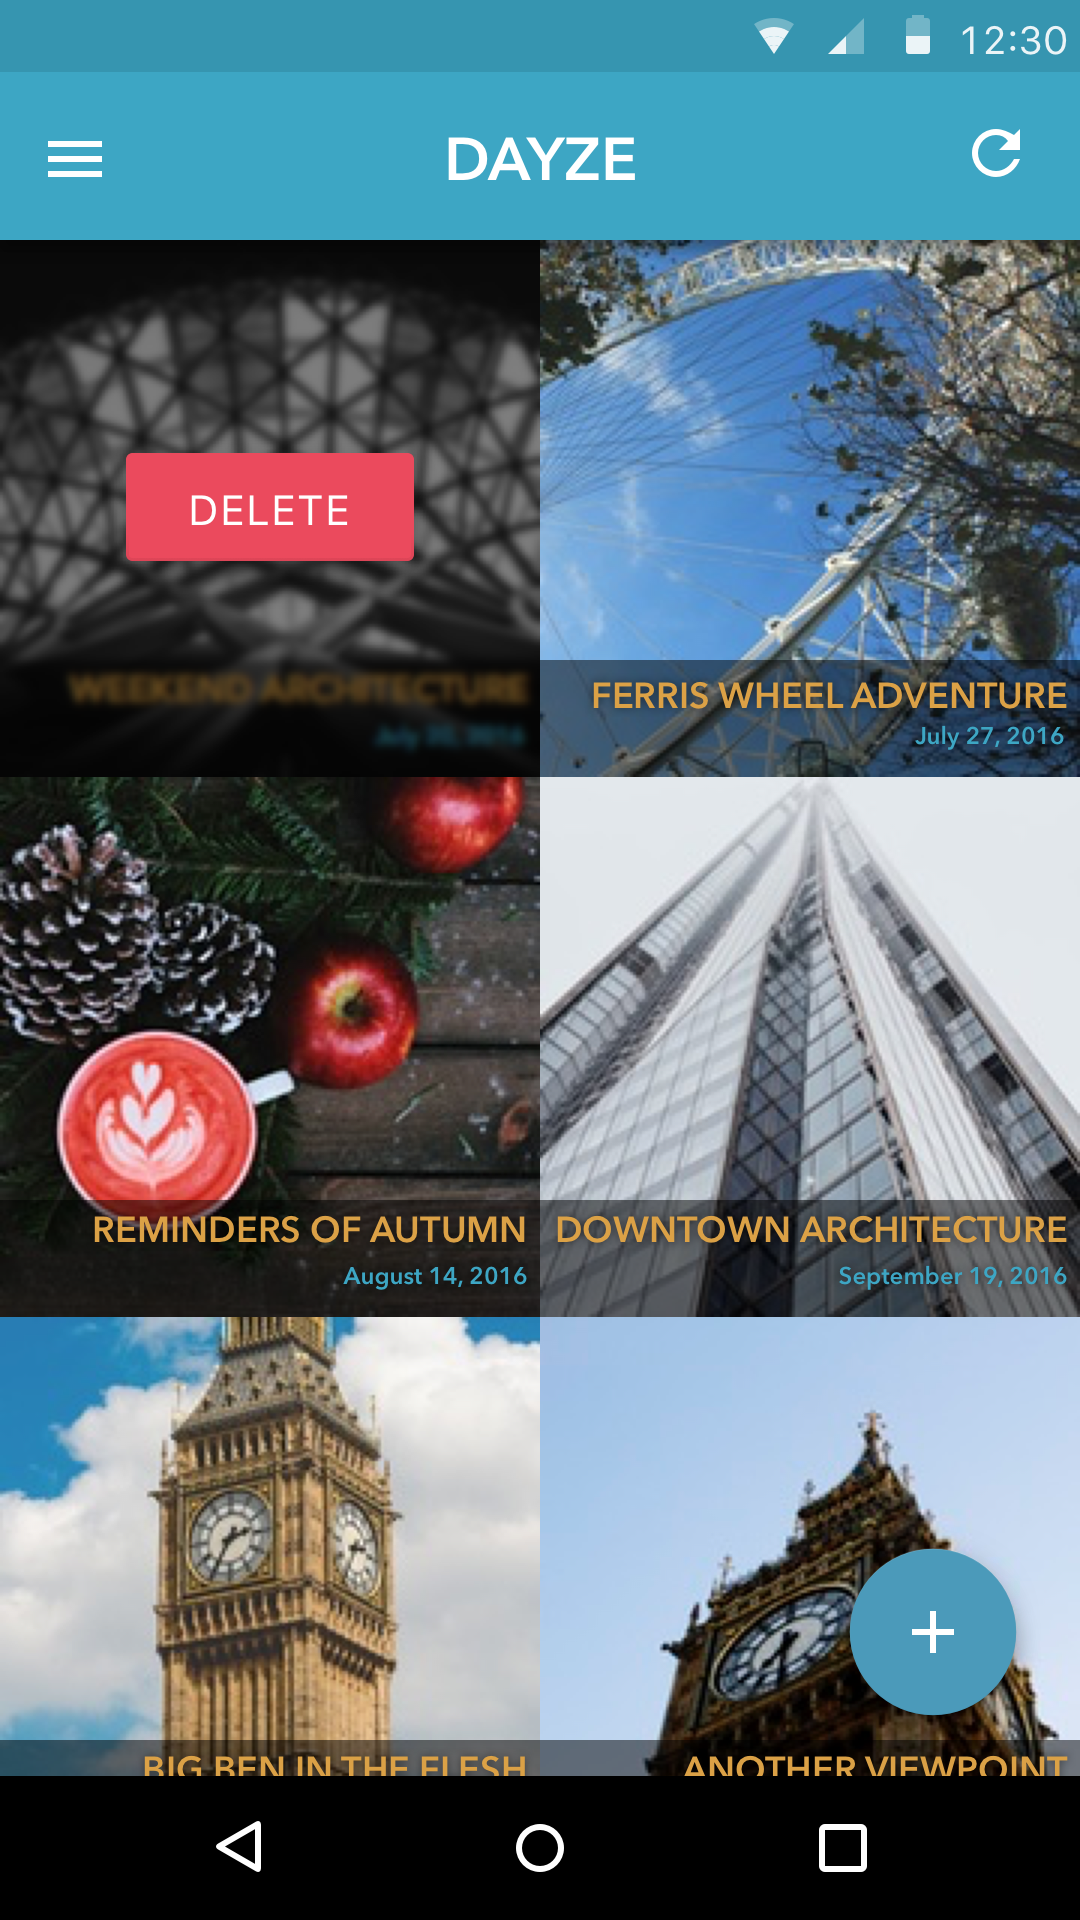 12:30
DAYZE
DELETE
WEEKEND ARCHITECTURE
FERRIS WHEEL ADVENTURE
July 27, 2016
REMINDERS OF AUTUMN
August 14, 2016
DOWNTOWN ARCHITECTURE
September 19, 2016
BIG BEN IN THE FLESH
ANOTHER VIEWPOINT